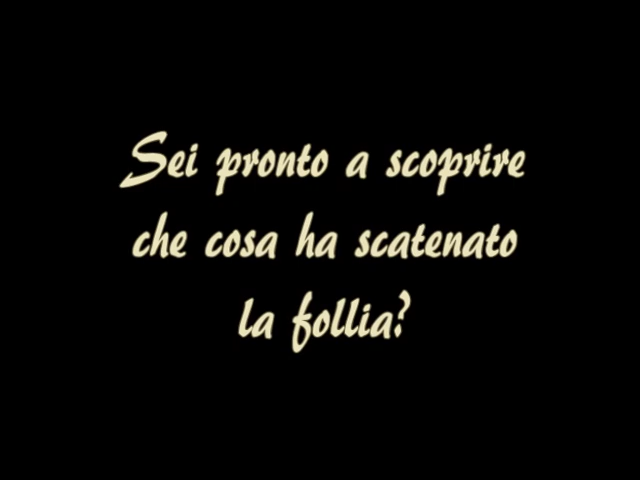 Sei pronto a scoprire
che cosa ha scatenato
la follia?